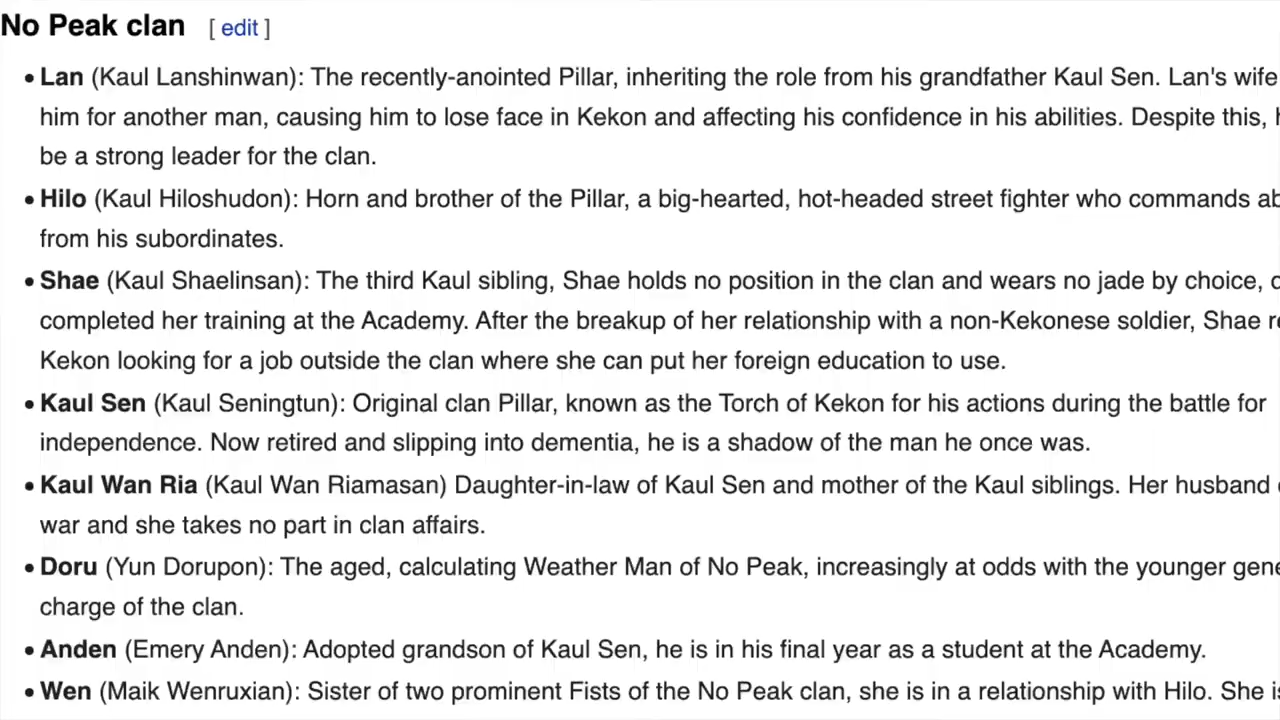 No Peak clan [ edit ]
• Lan (Kaul Lanshinwan): The recently-anointed Pillar, inheriting the role from his grandfather Kaul Sen. Lan's wife
him for another man, causing him to lose face in Kekon and affecting his confidence in his abilities. Despite this,
be a strong leader for the clan.
• Hilo (Kaul Hiloshudon): Horn and brother of the Pillar, a big-hearted, hot-headed street fighter who commands
from his subordinates.
• Shae (Kaul Shaelinsan): The third Kaul sibling, Shae holds no position in the clan and wears no jade by choice,
completed her training at the Academy. After the breakup of her relationship with a non-Kekonese soldier, Shae
Kekon looking for a job outside the clan where she can put her foreign education to use.
• Kaul Sen (Kaul Seningtun): Original clan Pillar, known as the Torch of Kekon for his actions during the battle for
independence. Now retired and slipping into dementia, he is a shadow of the man he once was.
• Kaul Wan Ria (Kaul Wan Riamasan) Daughter-in-law of Kaul Sen and mother of the Kaul siblings. Her husband
war and she takes no part in clan affairs.
• Doru (Yun Dorupon): The aged, calculating Weather Man of No Peak, increasingly at odds with the younger
charge of the clan.
• Anden (Emery Anden): Adopted grandson of Kaul Sen, he is in his final year as a student at the Academy.
• Wen (Maik Wenruxian): Sister of two prominent Fists of the No Peak clan, she is in a relationship with Hilo. She